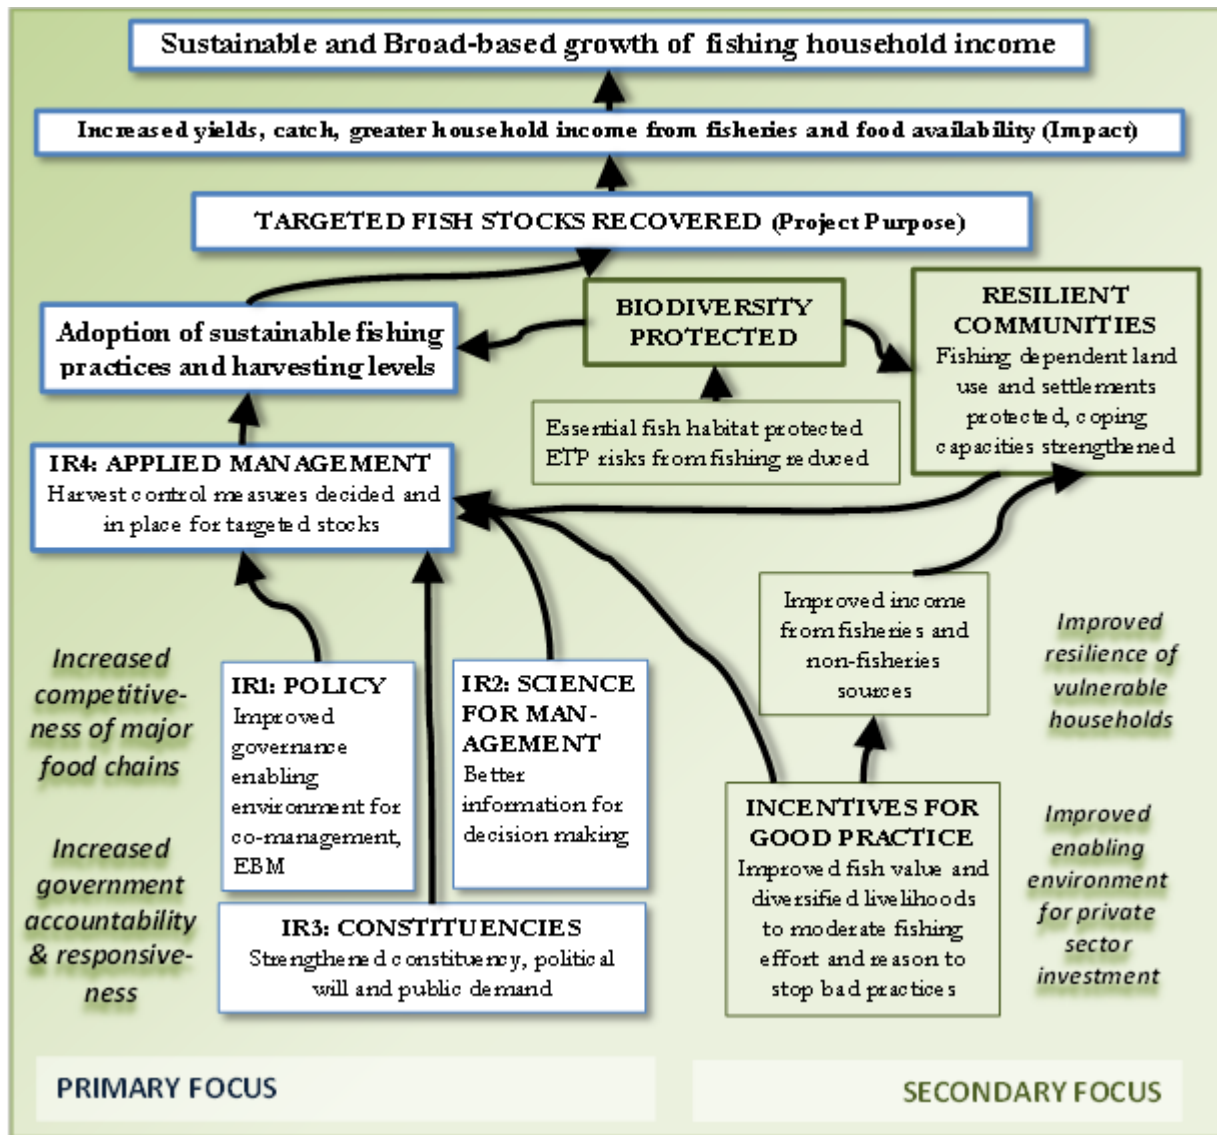 Sustainable and Broad-based growth of fishing household income
Increased yields, catch, greater household income from fisheries and food availability (Impact)
TARGETED FISH STOCKS RECOVERED (Project Purpose)
Adoption of sustainable fishing
practices and harvesting levels
BIODIVERSITY
PROTECTED
RESILIENT
COMMUNITIES
Fishing dependent land
use and settlements
protected, coping
capacities strengthened
Essential fish habitat protected
ETP risks from fishing reduced
IR4: APPLIED MANAGEMENT
Harvest control measures decided and
in place for targeted stocks
Improved income
from fisheries and
non-fisheries
sources
Improved
resilience of
vulnerable
households
Increased
competitive-
ness of major
food chains
IR1: POLICY
Improved
governance
enabling
environment for
co-management,
EBM
IR2: SCIENCE
FOR MAN-
AGEMENT
Better
information for
decision making
INCENTIVES FOR
GOOD PRACTICE
Improved fish value and
diversified livelihoods
to moderate fishing
effort and reason to
stop bad practices
Improved
enabling
environment
for private
sector
investment
Increased
government
accountability
& responsive-
ness
IR3: CONSTITUENCIES
Strengthened constituency, political
will and public demand
PRIMARY FOCUS
SECONDARY FOCUS